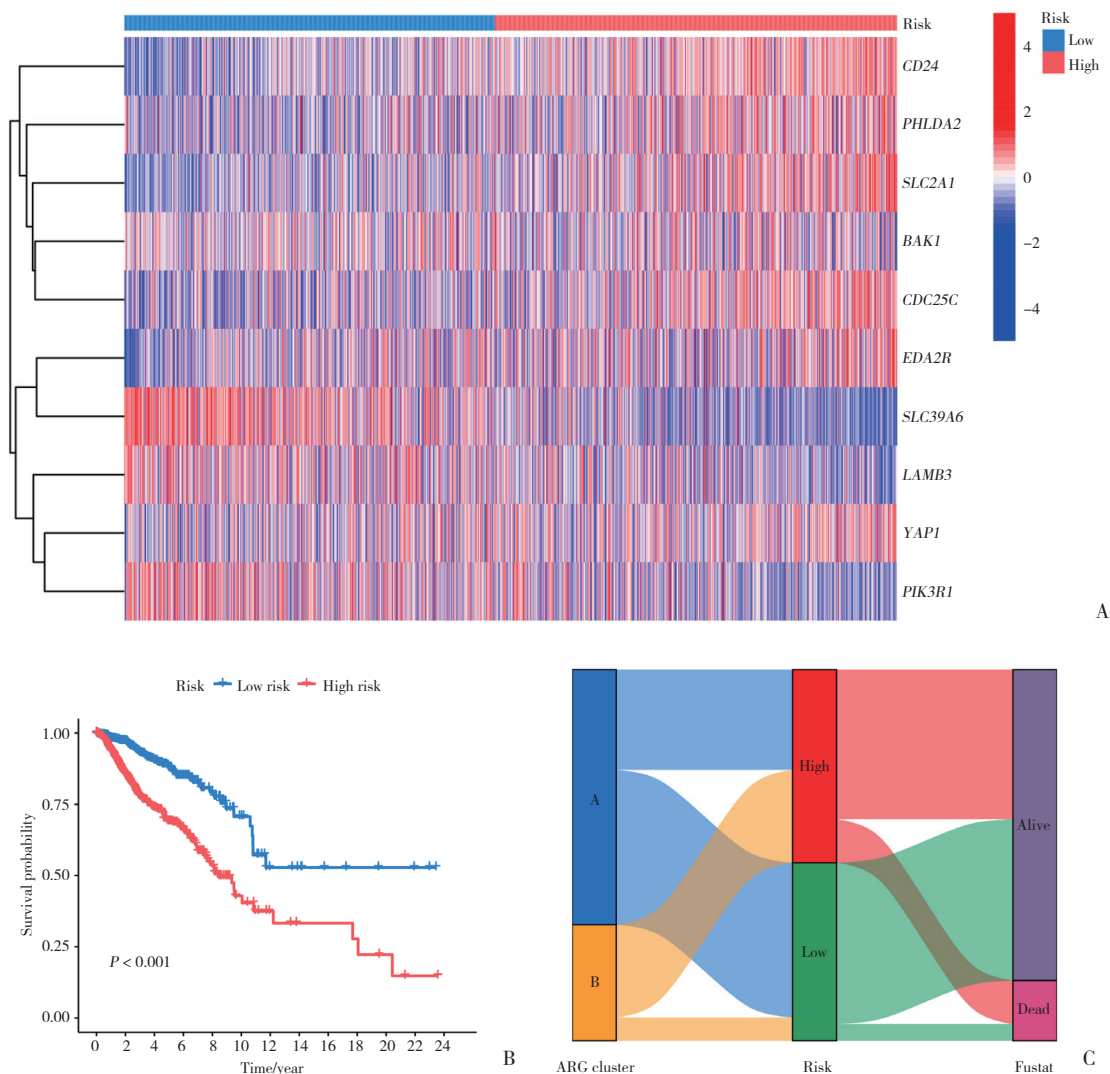 Risk
Risk
Low
High
4
2
0
−2
−4
CD24
PHLDA2
SLC2A1
BAK1
CDC25C
EDA2R
SLC39A6
LAMB3
YAP1
PIK3R1
A
Risk Low risk High risk
Survival probability
1.00
0.75
0.50
0.25
0.00
P < 0.001
0 2 4 6 8 10 12 14 16 18 20 22 24
Time/year
B
A
B
High
Low
Alive
Dead
ARG cluster Risk Fustat
C